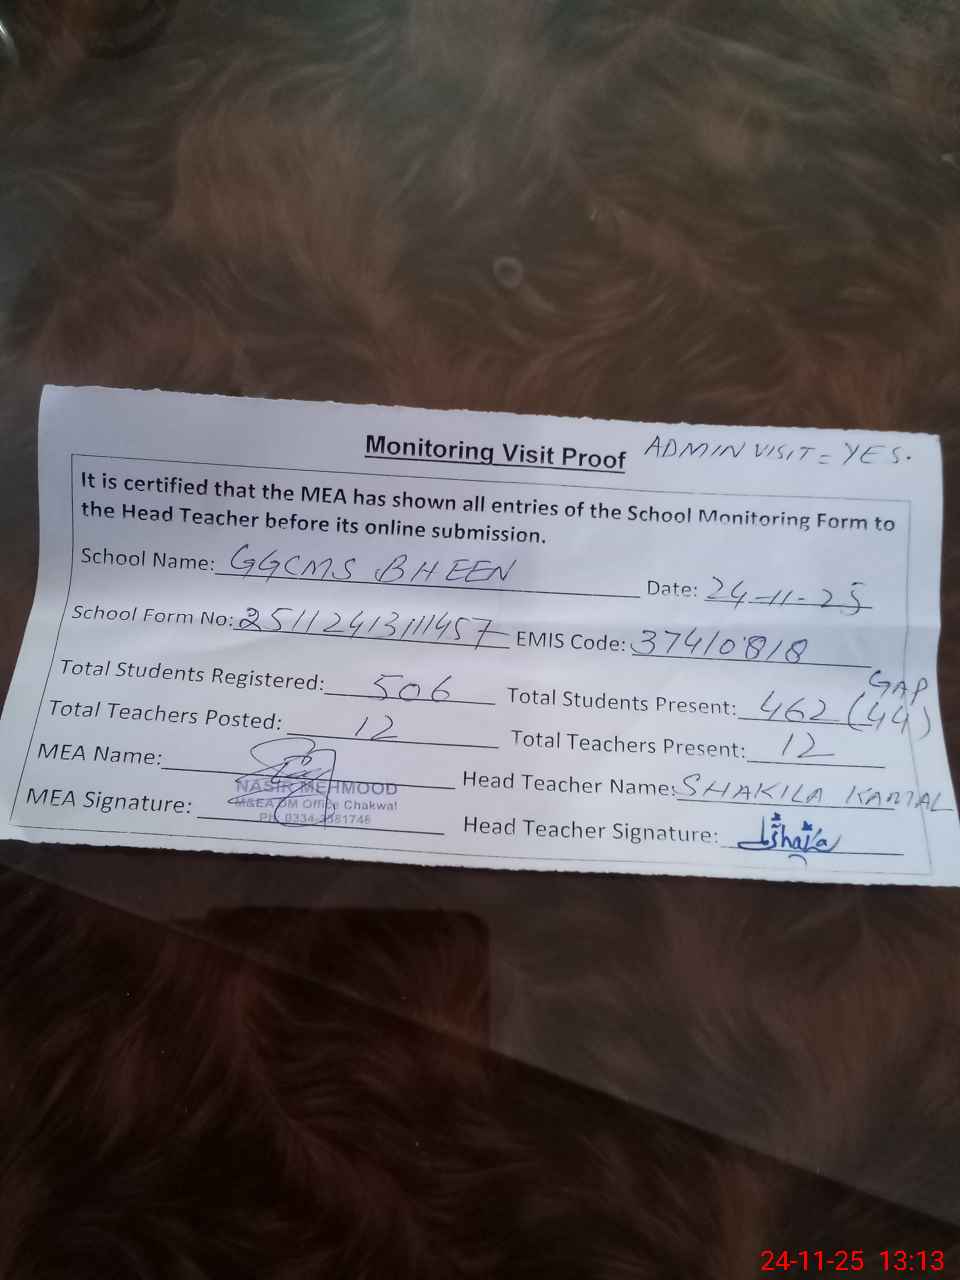 Monitoring Visit Proof ADMIN VISIT = YES.
It is certified that the MEA has shown all entries of the School Monitoring Form to
the Head Teacher before its online submission.
School Name: GGCMS BHEEN Date: 24-11-25
School Form No: 25112413111457 EMIS Code: 37410818
Total Students Registered: 506 Total Students Present: 462 (44) GAP
Total Teachers Posted: 12 Total Teachers Present: 12
MEA Name: Head Teacher Name: SHAKILA KAMAL
NASIR MEHMOOD
MEA Signature: Head Teacher Signature:
M&EA DM Office Chakwal
PH: 0334-
24-11-25 13:13